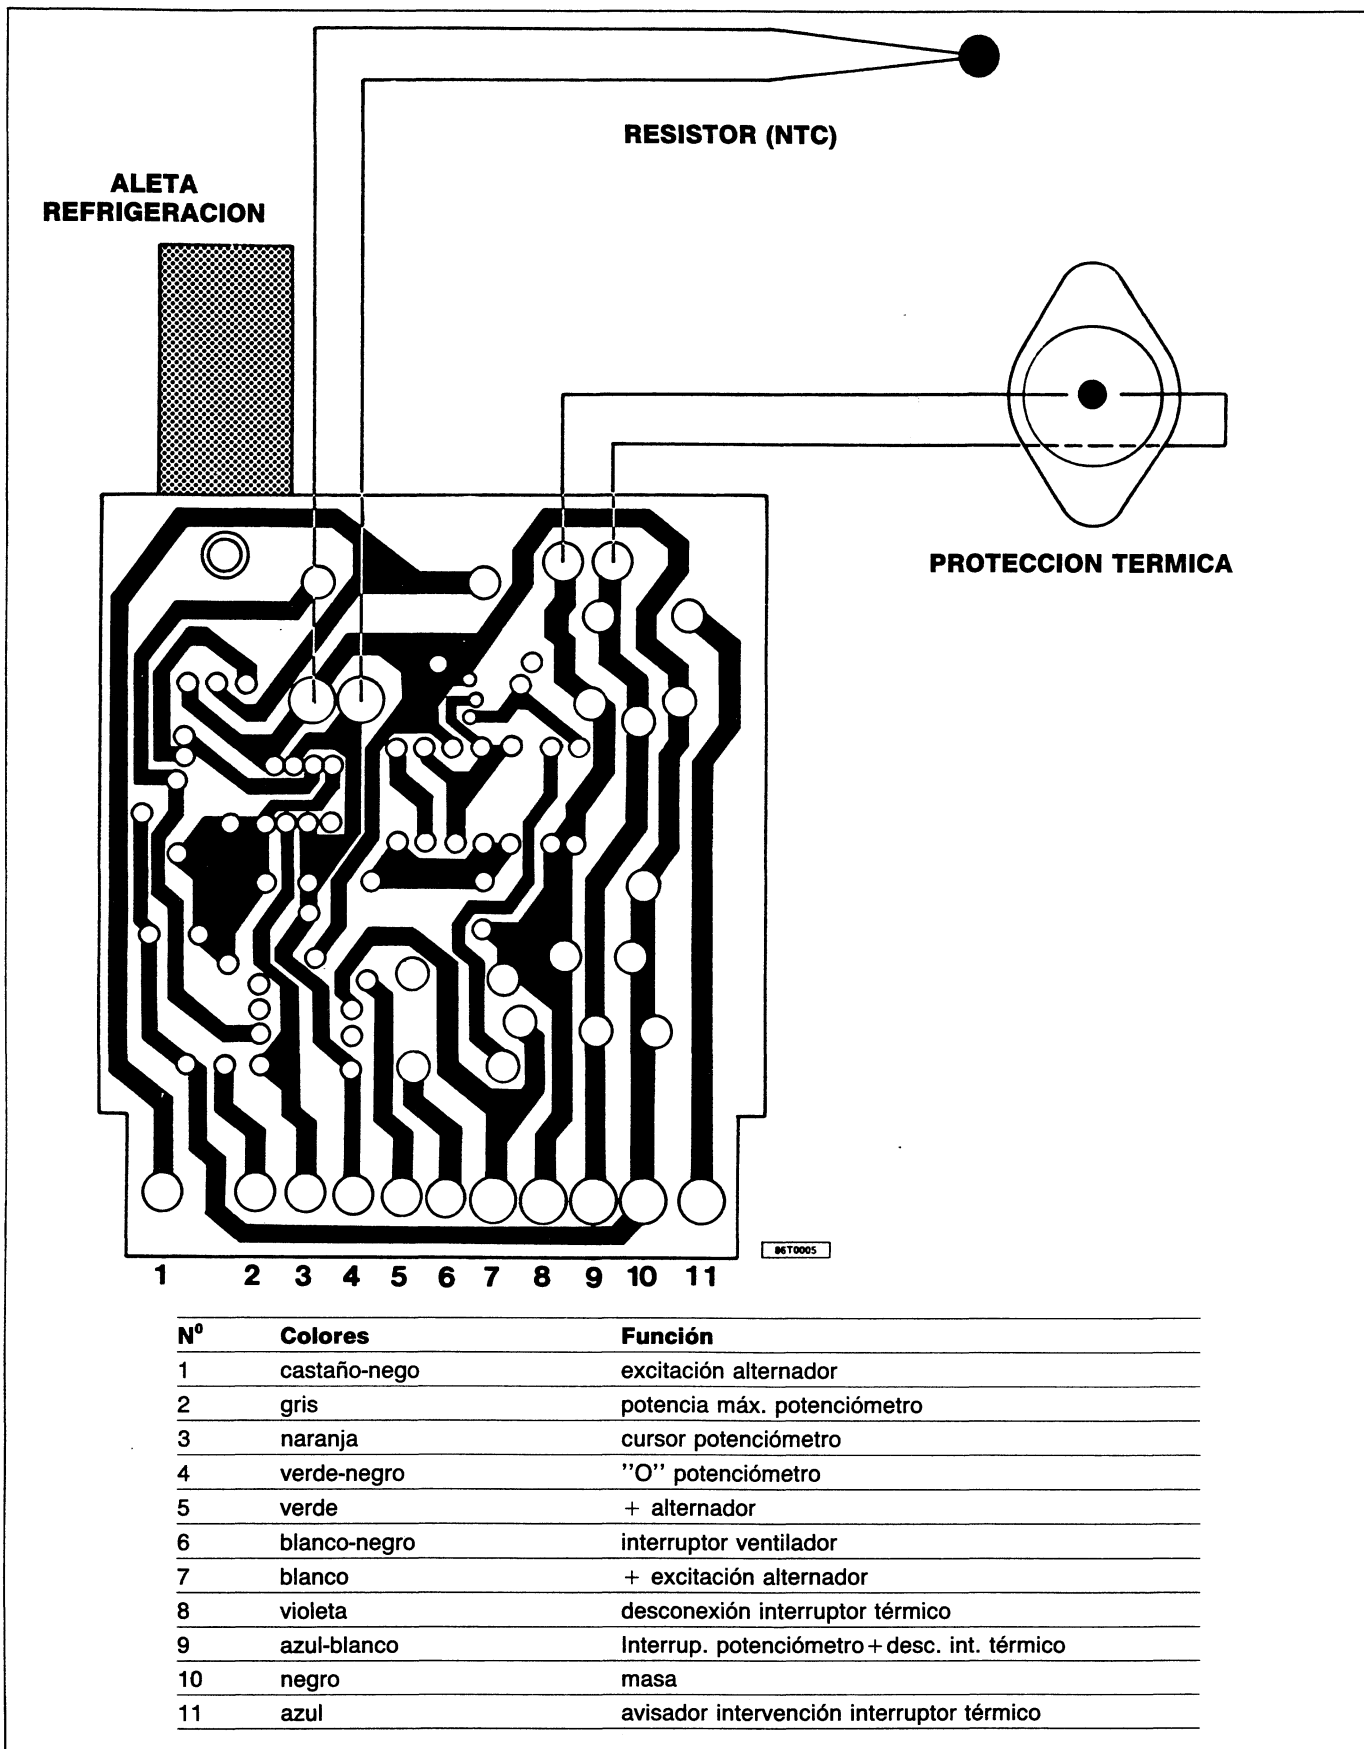 RESISTOR (NTC)
ALETA
REFRIGERACION
PROTECCION TERMICA
86T0005
1 2 3 4 5 6 7 8 9 10 11
Nº Colores Función
1 castaño-nego excitación alternador
2 gris potencia máx. potenciómetro
3 naranja cursor potenciómetro
4 verde-negro ''O'' potenciómetro
5 verde + alternador
6 blanco-negro interruptor ventilador
7 blanco + excitación alternador
8 violeta desconexión interruptor térmico
9 azul-blanco Interrup. potenciómetro + desc. int. térmico
10 negro masa
11 azul avisador intervención interruptor térmico